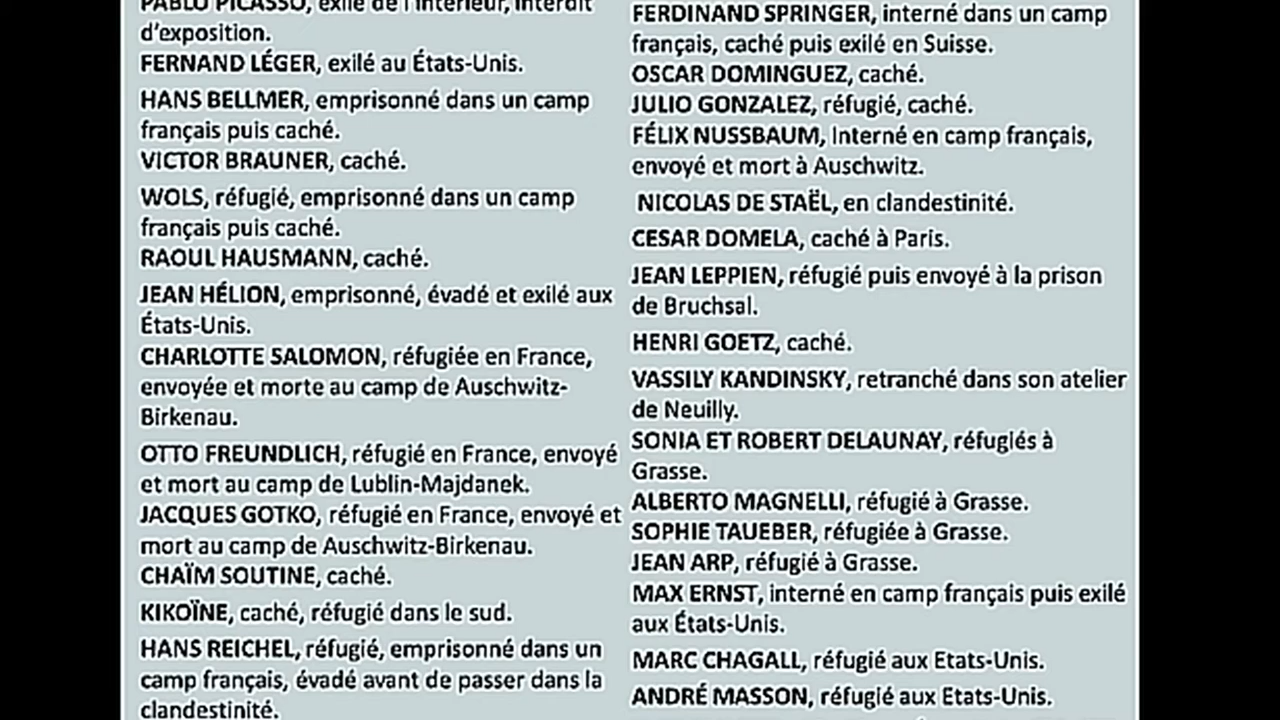 PABLO PICASSO, exilé de l'intérieur, interdit
d'exposition.
FERNAND LÉGER, exilé au États-Unis.
HANS BELLMER, emprisonné dans un camp
français puis caché.
VICTOR BRAUNER, caché.
WOLS, réfugié, emprisonné dans un camp
français puis caché.
RAOUL HAUSMANN, caché.
JEAN HÉLION, emprisonné, évadé et exilé aux
États-Unis.
CHARLOTTE SALOMON, réfugiée en France,
envoyée et morte au camp de Auschwitz-
Birkenau.
OTTO FREUNDLICH, réfugié en France, envoyé
et mort au camp de Lublin-Majdanek.
JACQUES GOTKO, réfugié en France, envoyé et
mort au camp de Auschwitz-Birkenau.
CHAÏM SOUTINE, caché.
KIKOÏNE, caché, réfugié dans le sud.
HANS REICHEL, réfugié, emprisonné dans un
camp français, évadé avant de passer dans la
clandestinité.
FERDINAND SPRINGER, interné dans un camp
français, caché puis exilé en Suisse.
OSCAR DOMINGUEZ, caché.
JULIO GONZALEZ, réfugié, caché.
FÉLIX NUSSBAUM, Interné en camp français,
envoyé et mort à Auschwitz.
NICOLAS DE STAËL, en clandestinité.
CESAR DOMELA, caché à Paris.
JEAN LEPPIEN, réfugié puis envoyé à la prison
de Bruchsal.
HENRI GOETZ, caché.
VASSILY KANDINSKY, retranché dans son atelier
de Neuilly.
SONIA ET ROBERT DELAUNAY, réfugiés à
Grasse.
ALBERTO MAGNELLI, réfugié à Grasse.
SOPHIE TAUEBER, réfugiée à Grasse.
JEAN ARP, réfugié à Grasse.
MAX ERNST, interné en camp français puis exilé
aux États-Unis.
MARC CHAGALL, réfugié aux Etats-Unis.
ANDRÉ MASSON, réfugié aux Etats-Unis.